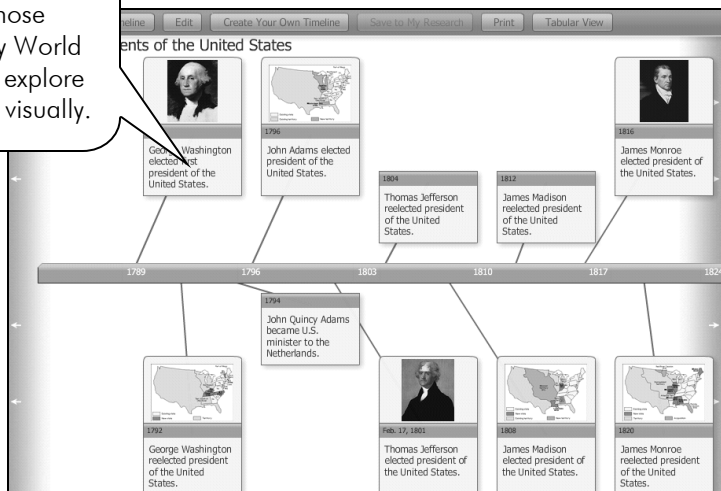 hose
y World
explore
visually.
eline
Edit
Create Your Own Timeline
Save to My Research
Print
Tabular View
ents of the United States
George Washington
elected first
president of the
United States.
1796
John Adams elected
president of the
United States.
1804
Thomas Jefferson
reelected president
of the United
States.
1812
James Madison
reelected president
of the United
States.
1816
James Monroe
elected president of
the United States.
1789
1796
1803
1810
1817
1824
1794
John Quincy Adams
became U.S.
minister to the
Netherlands.
1792
George Washington
reelected president
of the United
States.
Feb. 17, 1801
Thomas Jefferson
elected president of
the United States.
1808
James Madison
elected president of
the United States.
1820
James Monroe
reelected president
of the United
States.